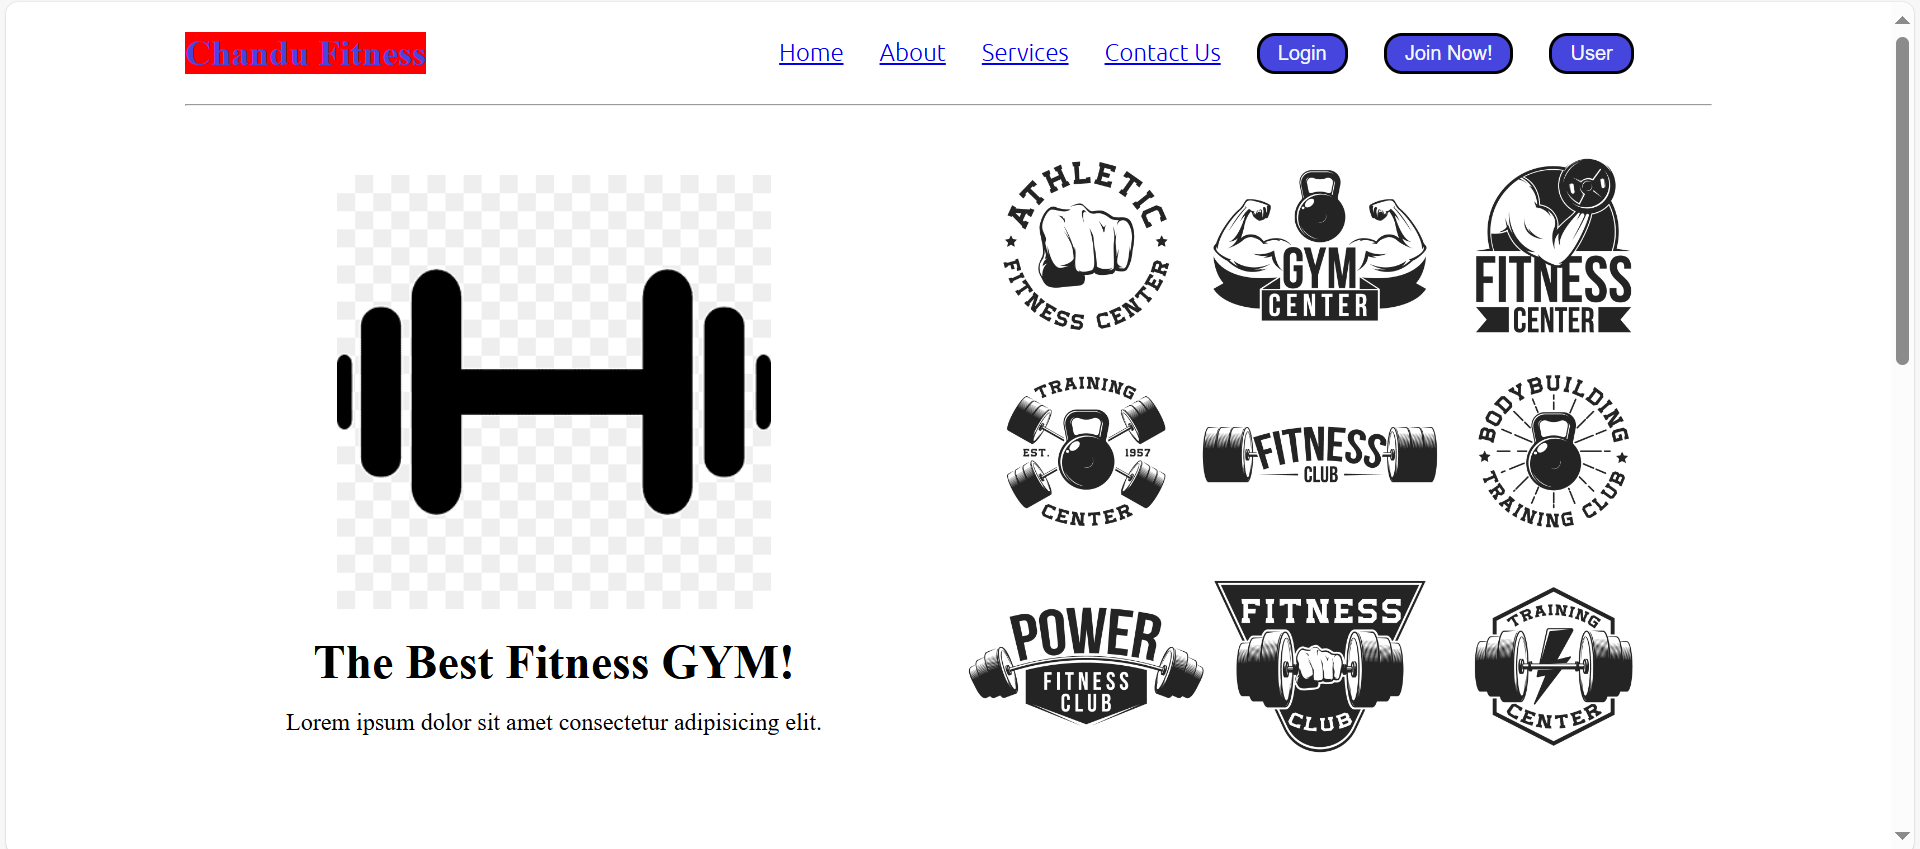 Chandu Fitness
Home About Services Contact Us Login Join Now! User
ATHLETIC
FITNESS CENTER
GYM
CENTER
FITNESS
CENTER
TRAINING
EST. 1957
CENTER
FITNESS
CLUB
BODYBUILDING
TRAINING CLUB
POWER
FITNESS
CLUB
FITNESS
CLUB
TRAINING
CENTER
The Best Fitness GYM!
Lorem ipsum dolor sit amet consectetur adipisicing elit.